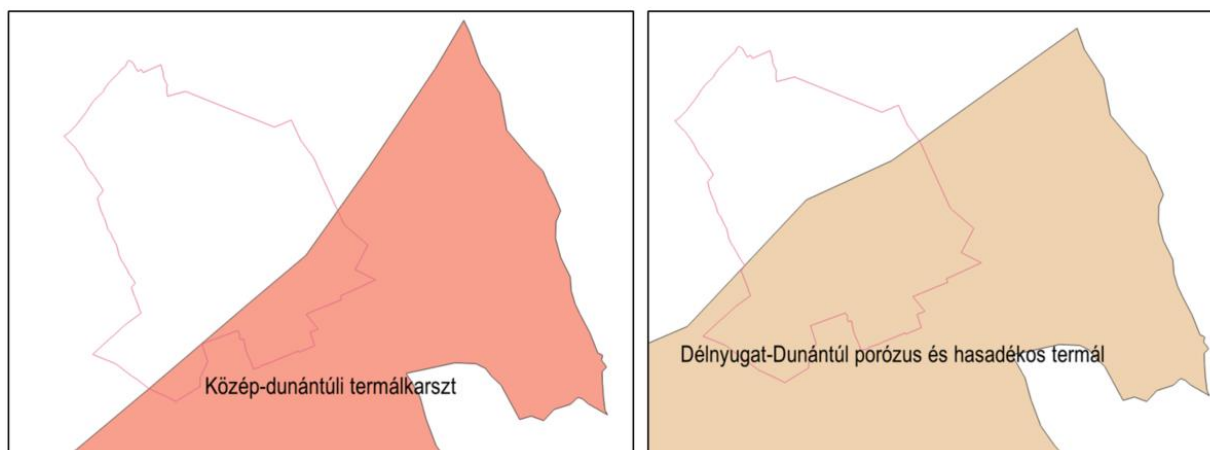 Közép-dunántúli termálkarszt
Délnyugat-Dunántúl porózus és hasadékos termál